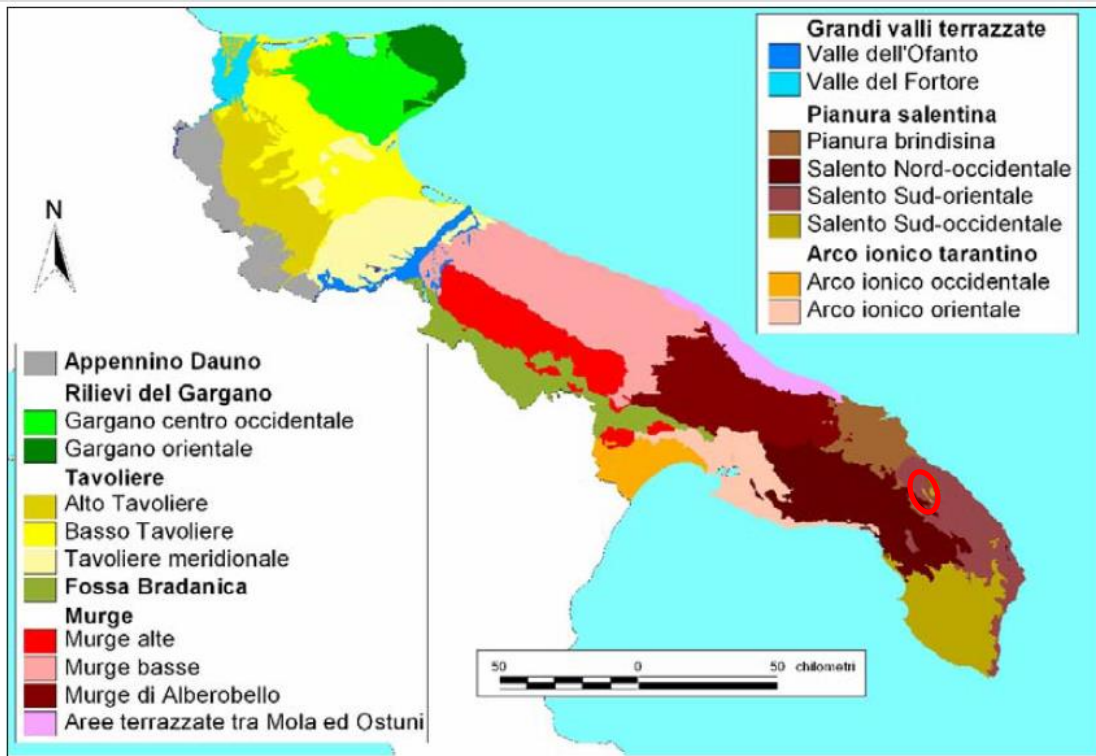 Grandi valli terrazzate
Valle dell'Ofanto
Valle del Fortore
Pianura salentina
Pianura brindisina
Salento Nord-occidentale
Salento Sud-orientale
Salento Sud-occidentale
Arco ionico tarantino
Arco ionico occidentale
Arco ionico orientale
N
Appennino Dauno
Rilievi del Gargano
Gargano centro occidentale
Gargano orientale
Tavoliere
Alto Tavoliere
Basso Tavoliere
Tavoliere meridionale
Fossa Bradanica
Murge
Murge alte
Murge basse
Murge di Alberobello
Aree terrazzate tra Mola ed Ostuni
50 0 50 chilometri